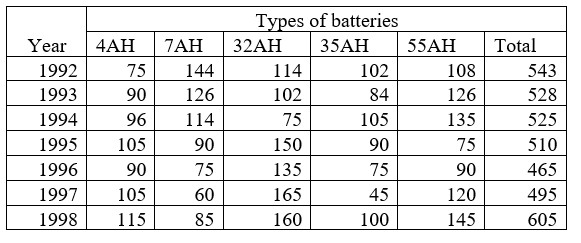 Types of batteries
Year 4AH 7AH 32AH 35AH 55AH Total
1992 75 144 114 102 108 543
1993 90 126 102 84 126 528
1994 96 114 75 105 135 525
1995 105 90 150 90 75 510
1996 90 75 135 75 90 465
1997 105 60 165 45 120 495
1998 115 85 160 100 145 605